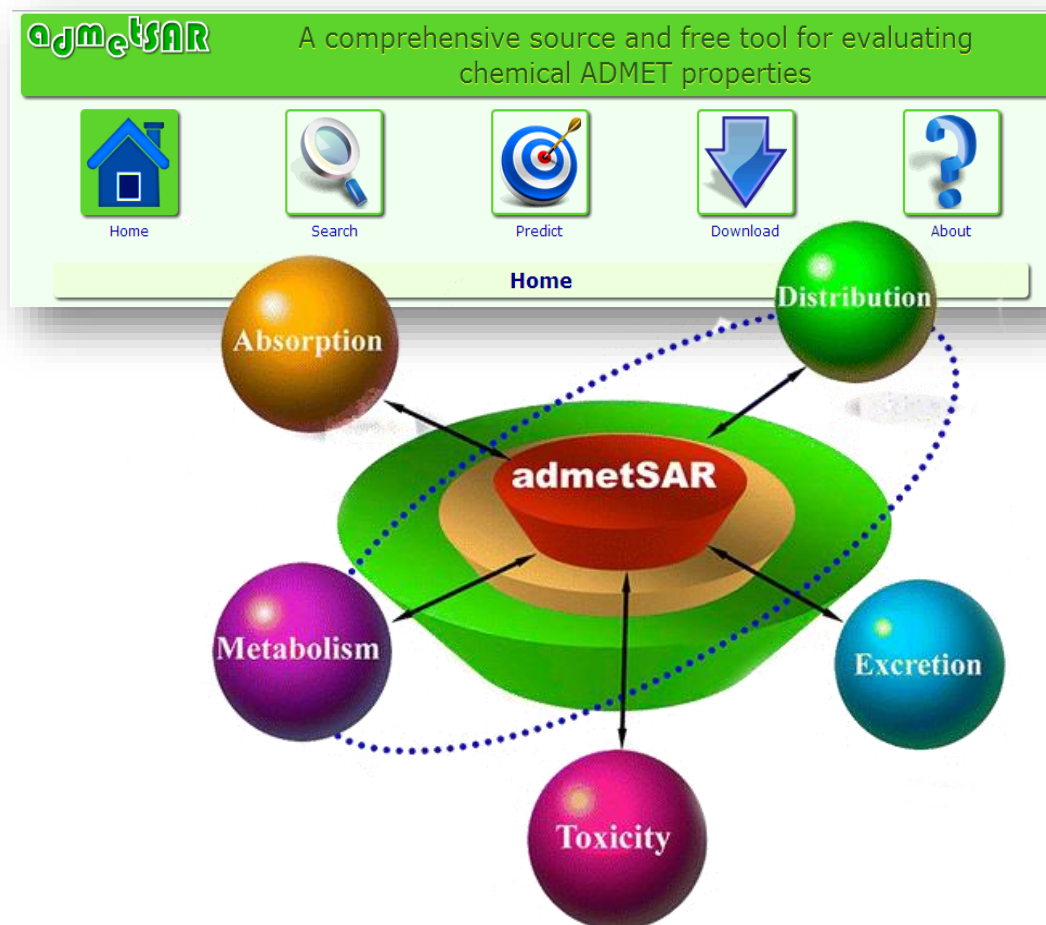 admetSAR
A comprehensive source and free tool for evaluating
chemical ADMET properties
Home
Search
Predict
Download
About
Home
Distribution
Absorption
admetSAR
Metabolism
Excretion
Toxicity